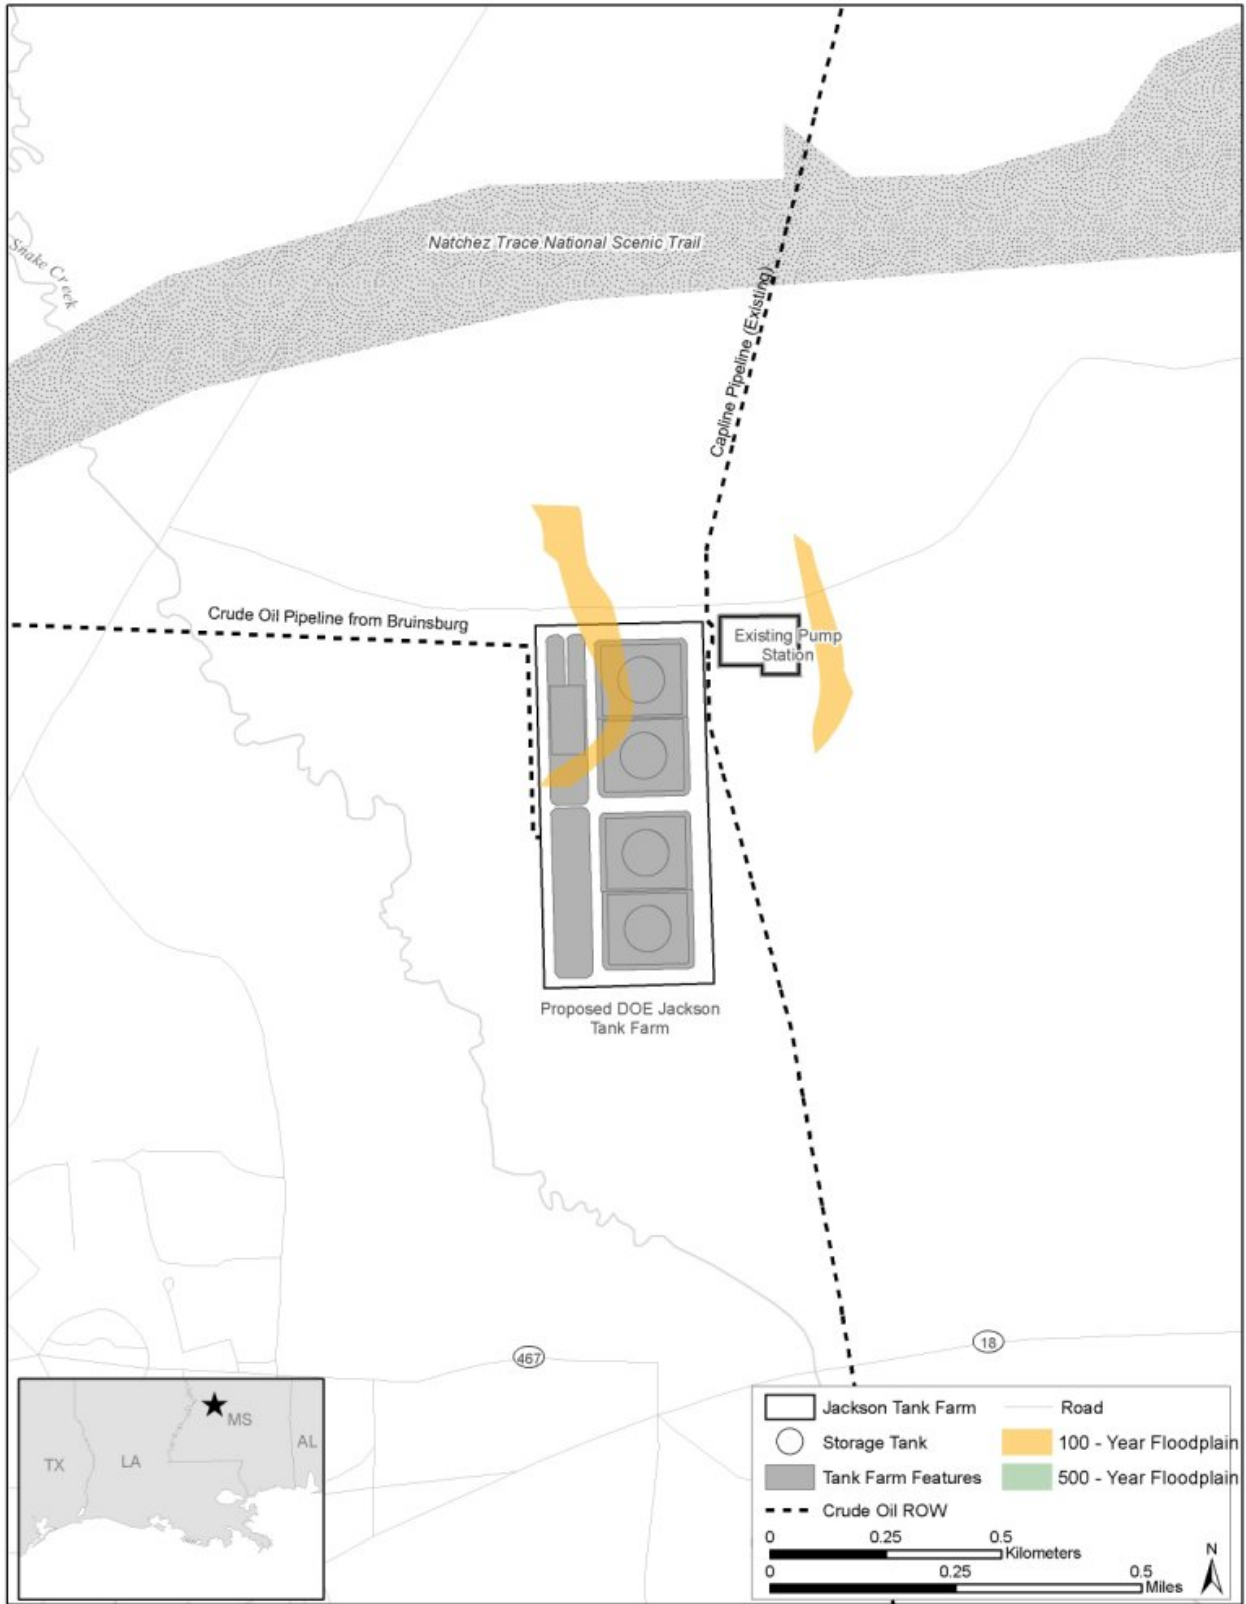 Natchez Trace National Scenic Trail
Snake Creek
Capline Pipeline (Existing)
Crude Oil Pipeline from Bruinsburg
Existing Pump
Station
Proposed DOE Jackson
Tank Farm
18
467
TX
LA
MS
AL
Jackson Tank Farm
Storage Tank
Tank Farm Features
Crude Oil ROW
Road
100 - Year Floodplain
500 - Year Floodplain
0 0.25 0.5
Kilometers
0 0.25 0.5
Miles
N